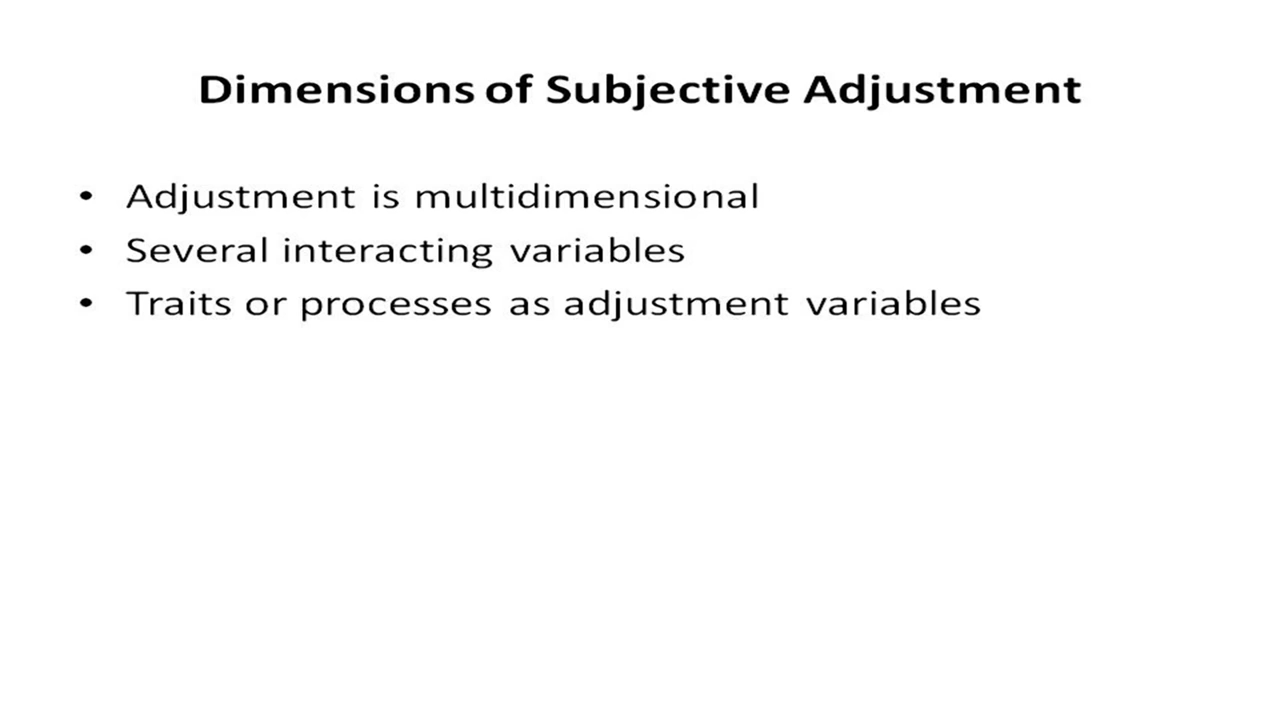 Dimensions of Subjective Adjustment
• Adjustment is multidimensional
• Several interacting variables
• Traits or processes as adjustment variables